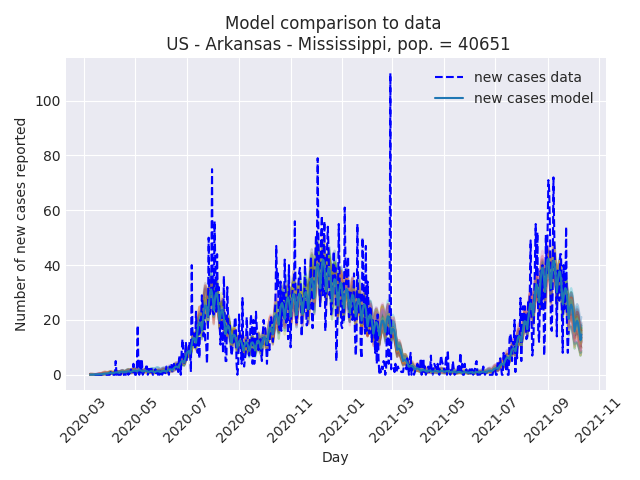 Model comparison to data
US - Arkansas - Mississippi, pop. = 40651
new cases data
new cases model
Number of new cases reported
100
80
60
40
20
0
2020-03
2020-05
2020-07
2020-09
2020-11
2021-01
2021-03
2021-05
2021-07
2021-09
2021-11
Day